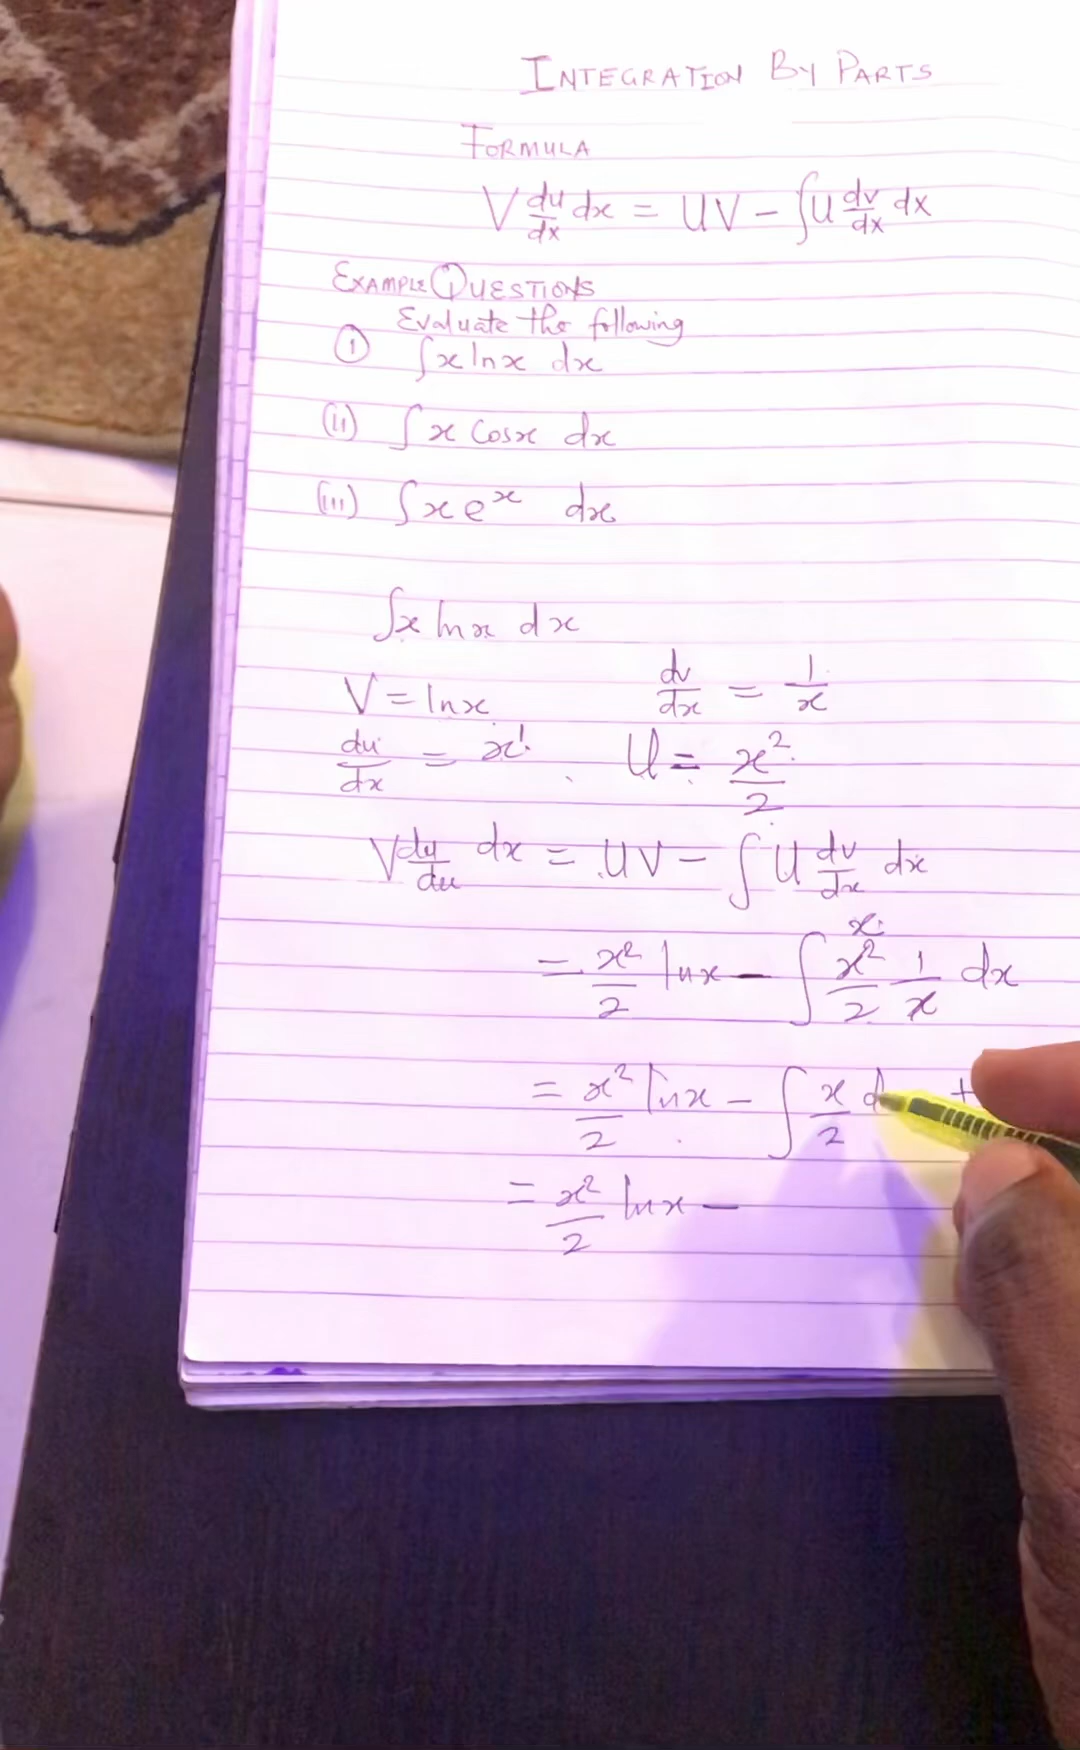 INTEGRATION BY PARTS
FORMULA
V du/dx dx = UV - ∫U dv/dx dx
EXAMPLE QUESTIONS
Evaluate the following
(i) ∫x ln x dx
(ii) ∫x cosx dx
(iii) ∫x e^x dx
∫x ln x dx
V = ln x dv/dx = 1/x
du/dx = x¹ U = x²/2
V du/du dx = UV - ∫U dv/dx dx
x
= x²/2 ln x - ∫ x²/2 1/x dx
= x²/2 ln x - ∫ x/2 d +
= x²/2 ln x -